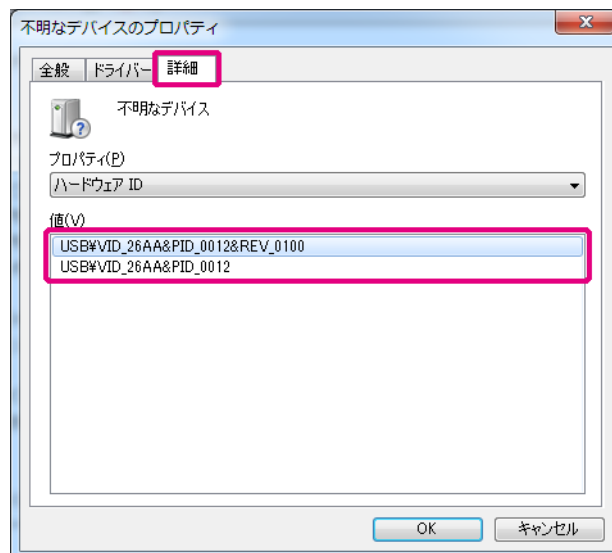 不明なデバイスのプロパティ
全般 ドライバー 詳細
不明なデバイス
プロパティ(P)
ハードウェア ID
値(V)
USB¥VID_26AA&PID_0012&REV_0100
USB¥VID_26AA&PID_0012
OK キャンセル